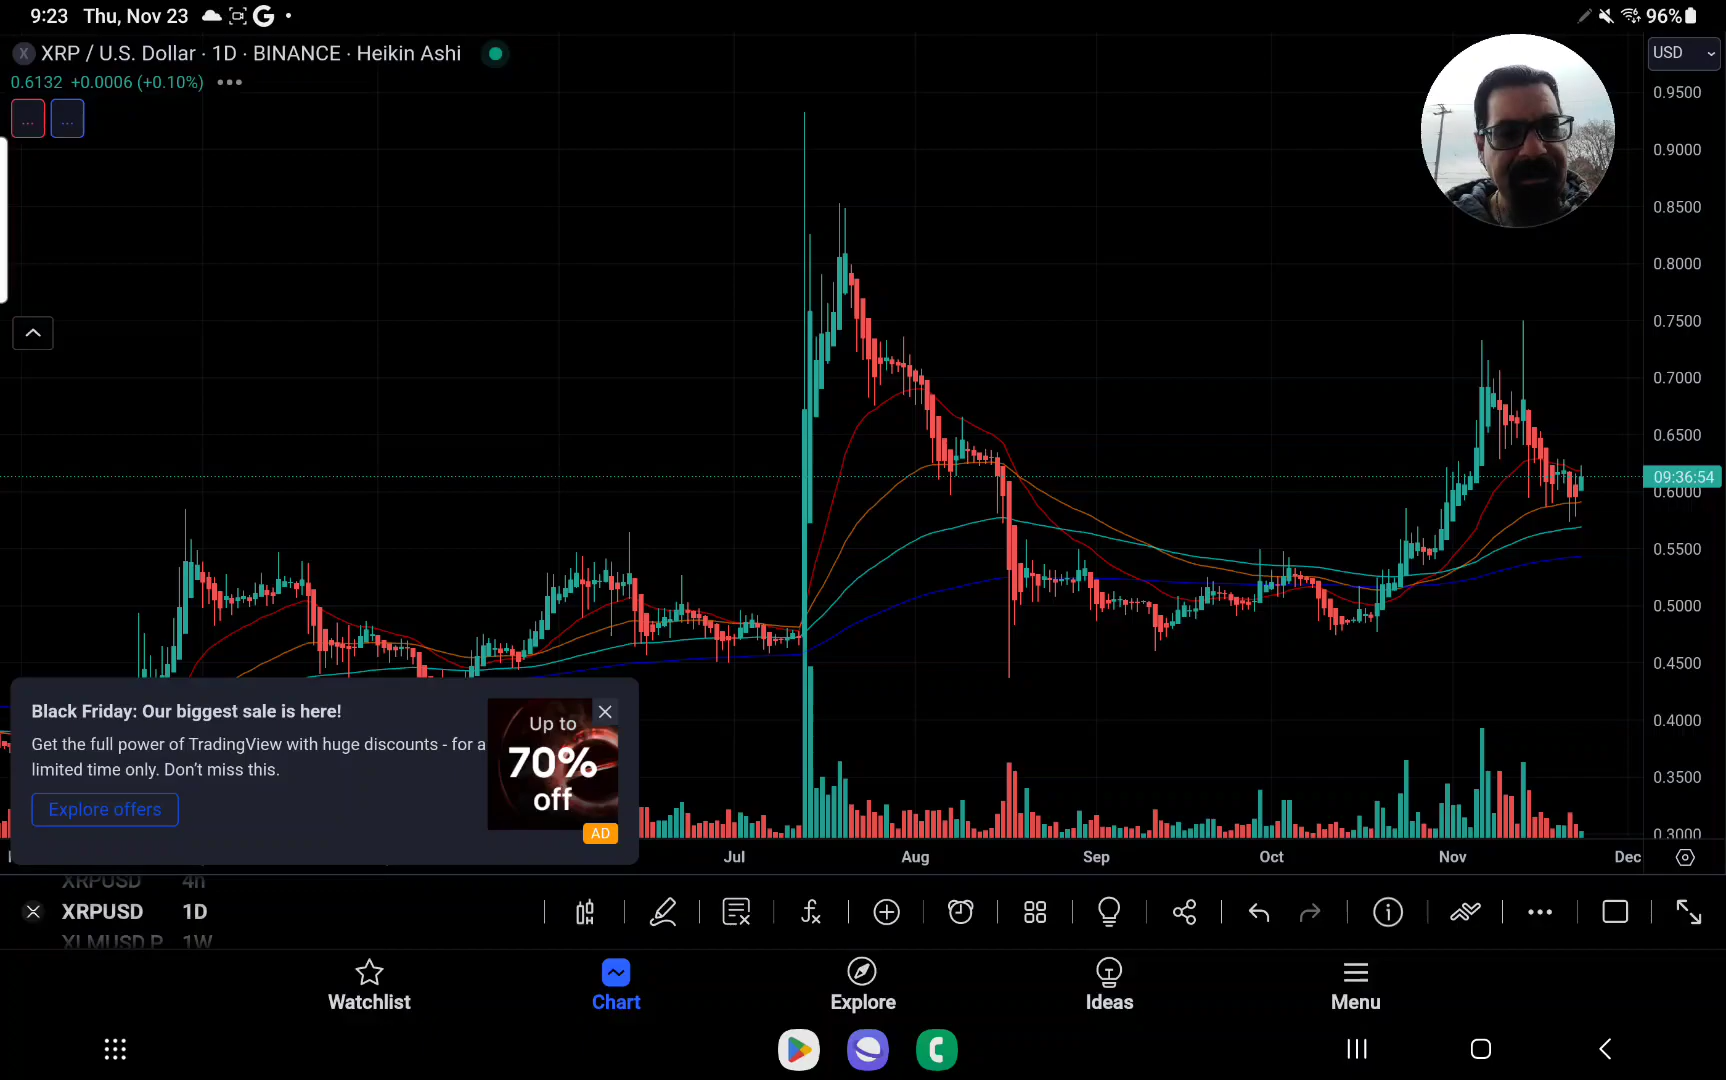 9:23 Thu, Nov 23 G • 96%
X XRP / U.S. Dollar · 1D · BINANCE · Heikin Ashi
USD
0.6132 +0.0006 (+0.10%) •••
... ...
0.9500
0.9000
0.8500
0.8000
0.7500
0.7000
0.6500
09:36:54
0.6000
0.5500
0.5000
0.4500
0.4000
0.3500
0.3000
Black Friday: Our biggest sale is here!
Get the full power of TradingView with huge discounts - for a
limited time only. Don't miss this.
Explore offers
Up to
70%
off
AD
Jul Aug Sep Oct Nov Dec
XRPUSD 4h
XRPUSD 1D
XLMUSD.P 1W
Watchlist Chart Explore Ideas Menu